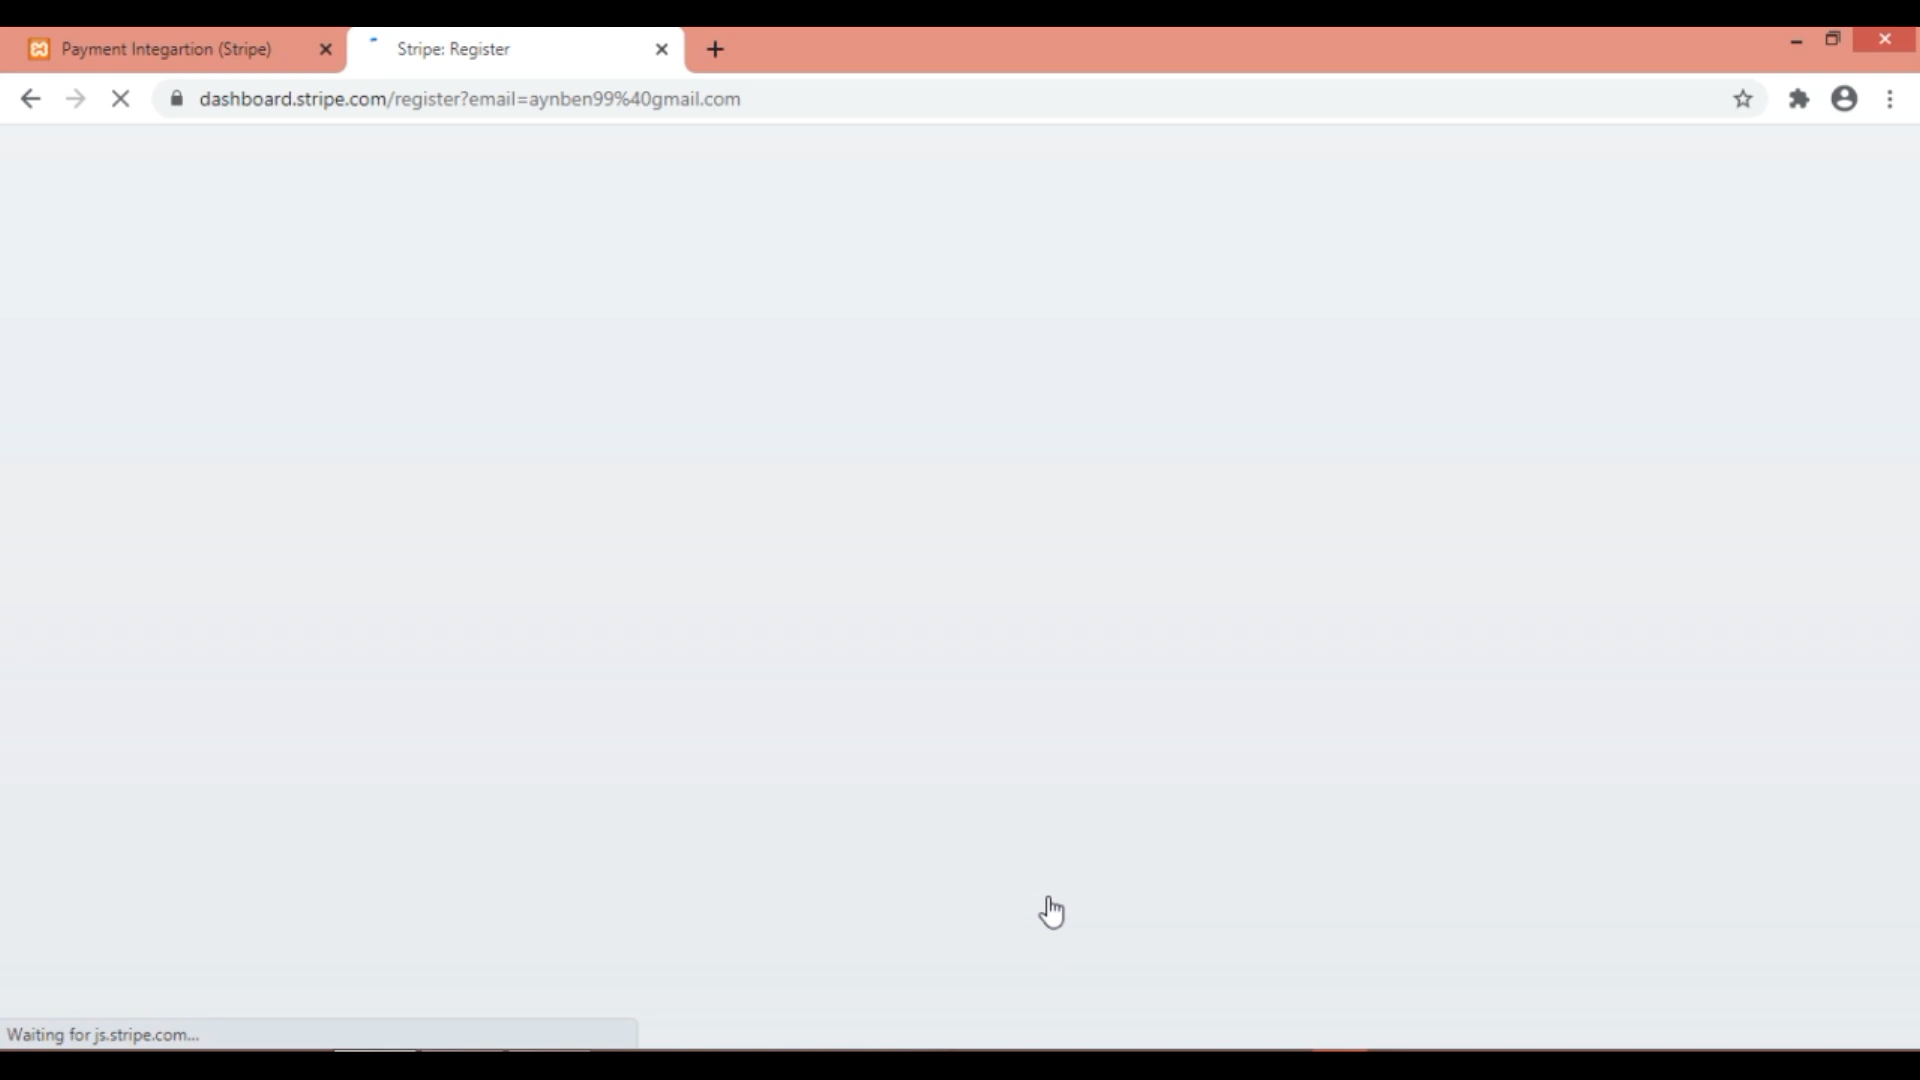 Payment Integartion (Stripe)
Stripe: Register
dashboard.stripe.com/register?email=aynben99%40gmail.com
Waiting for js.stripe.com...